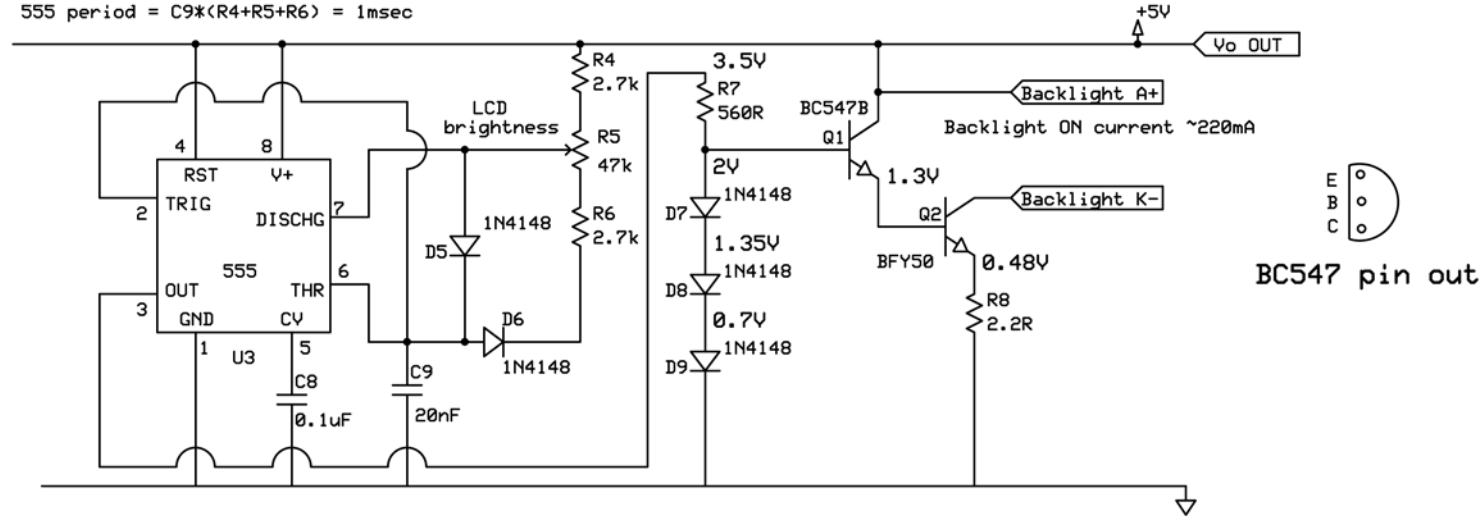 555 period = C9*(R4+R5+R6) = 1msec
+5V
Vo OUT
R4
2.7k
3.5V
R7
560R
LCD
brightness
R5
47k
BC547B
Q1
Backlight A+
Backlight ON current ~220mA
4
8
RST
V+
2
TRIG
7
DISCHG
1N4148
D5
R6
2.7k
2V
1N4148
D7
1.3V
Q2
Backlight K-
E
B
C
BC547 pin out
555
6
THR
1.35V
1N4148
D8
BFY50
0.48V
OUT
3
GND
CV
D6
1N4148
0.7V
R8
2.2R
1
U3
5
1N4148
D9
C8
0.1uF
C9
20nF